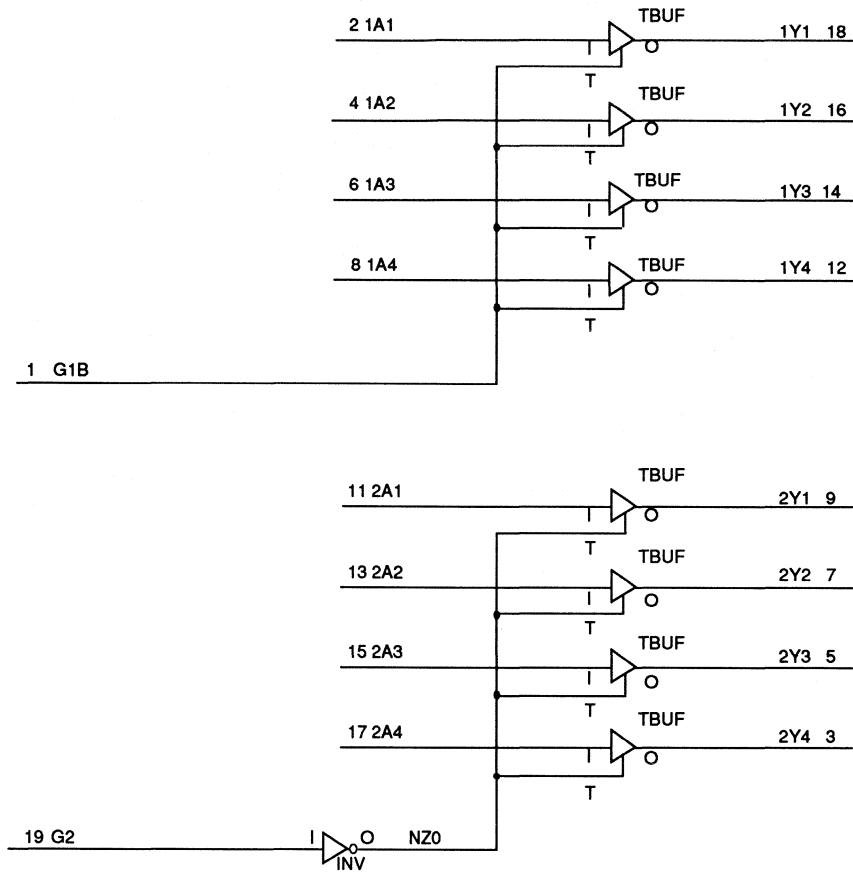 2 1A1 TBUF 1Y1 18
I O
T
4 1A2 TBUF 1Y2 16
I O
T
6 1A3 TBUF 1Y3 14
I O
T
8 1A4 TBUF 1Y4 12
I O
T
1 G1B
11 2A1 TBUF 2Y1 9
I O
T
13 2A2 TBUF 2Y2 7
I O
T
15 2A3 TBUF 2Y3 5
I O
T
17 2A4 TBUF 2Y4 3
I O
T
19 G2 I O NZ0
INV